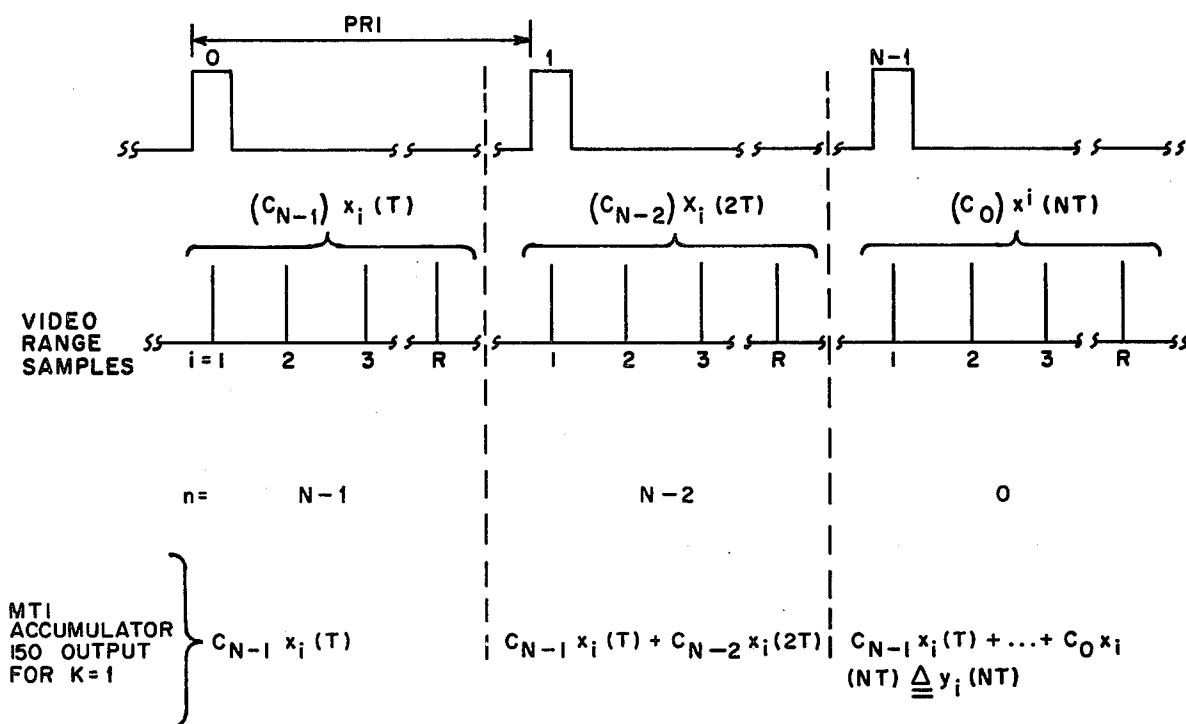 PRI
0 1 N-1
(C_{N-1}) x_i (T) (C_{N-2}) X_i (2T) (C_0) x^i (NT)
VIDEO
RANGE
SAMPLES
i = 1 2 3 R 1 2 3 R 1 2 3 R
n= N-1 N-2 0
MTI
ACCUMULATOR
150 OUTPUT
FOR K=1
C_{N-1} x_i (T) C_{N-1} x_i (T) + C_{N-2} x_i (2T) C_{N-1} x_i (T) + ... + C_0 x_i
(NT) ≜ y_i (NT)